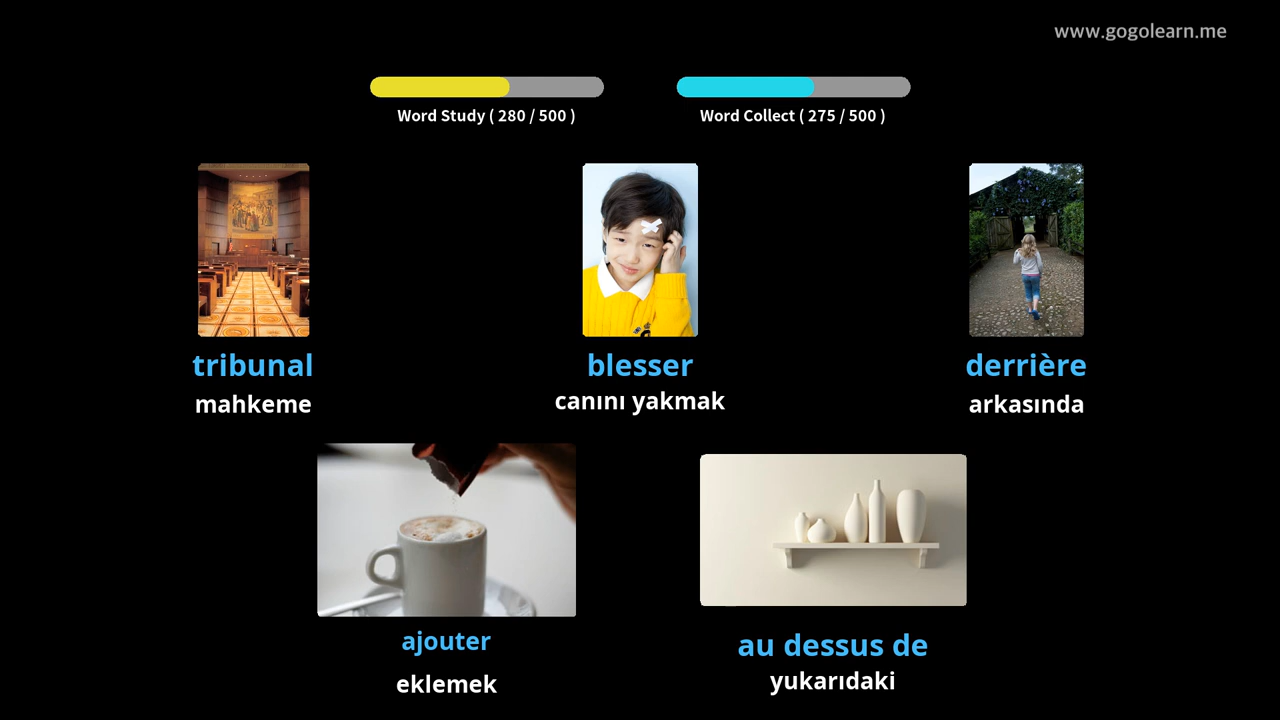 www.gogolearn.me
Word Study ( 280 / 500 )
Word Collect ( 275 / 500 )
tribunal
mahkeme
blesser
canını yakmak
derrière
arkasında
ajouter
eklemek
au dessus de
yukarıdaki